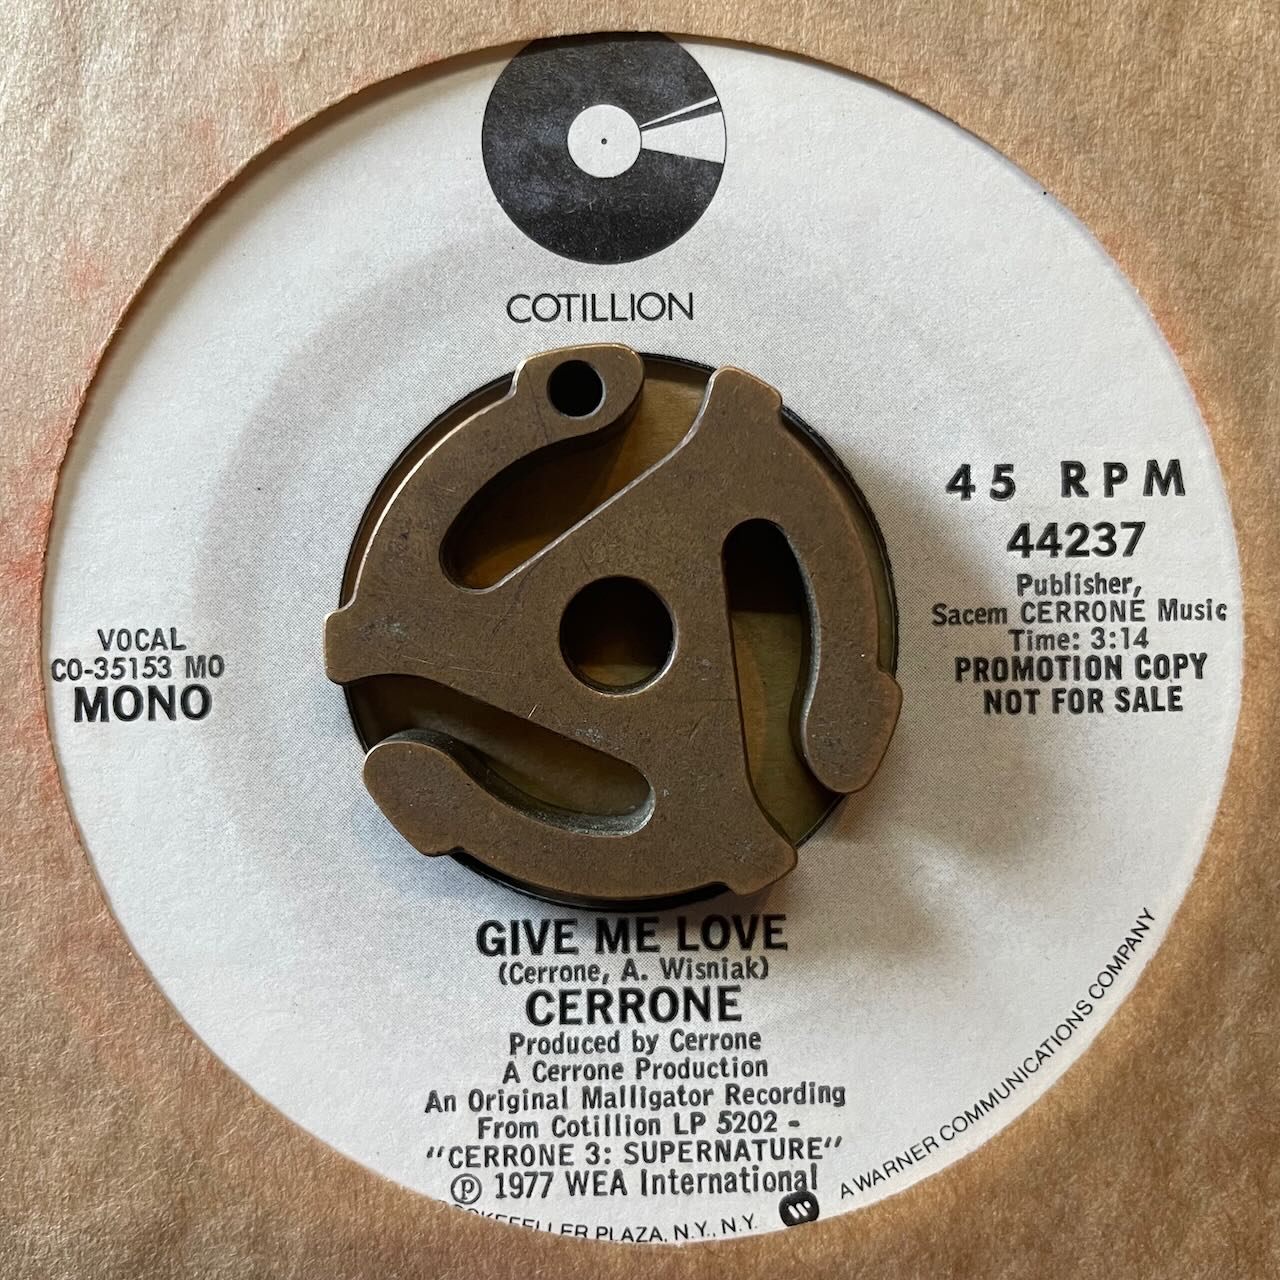 COTILLION
45 RPM
44237
Publisher,
Sacem CERRONE Music
Time: 3:14
PROMOTION COPY
NOT FOR SALE
VOCAL
CO-35153 MO
MONO
GIVE ME LOVE
(Cerrone, A. Wisniak)
CERRONE
Produced by Cerrone
A Cerrone Production
An Original Malligator Recording
From Cotillion LP 5202 -
"CERRONE 3: SUPERNATURE"
℗ 1977 WEA International
PLAZA, N.Y., N.Y.
A WARNER COMMUNICATIONS COMPANY